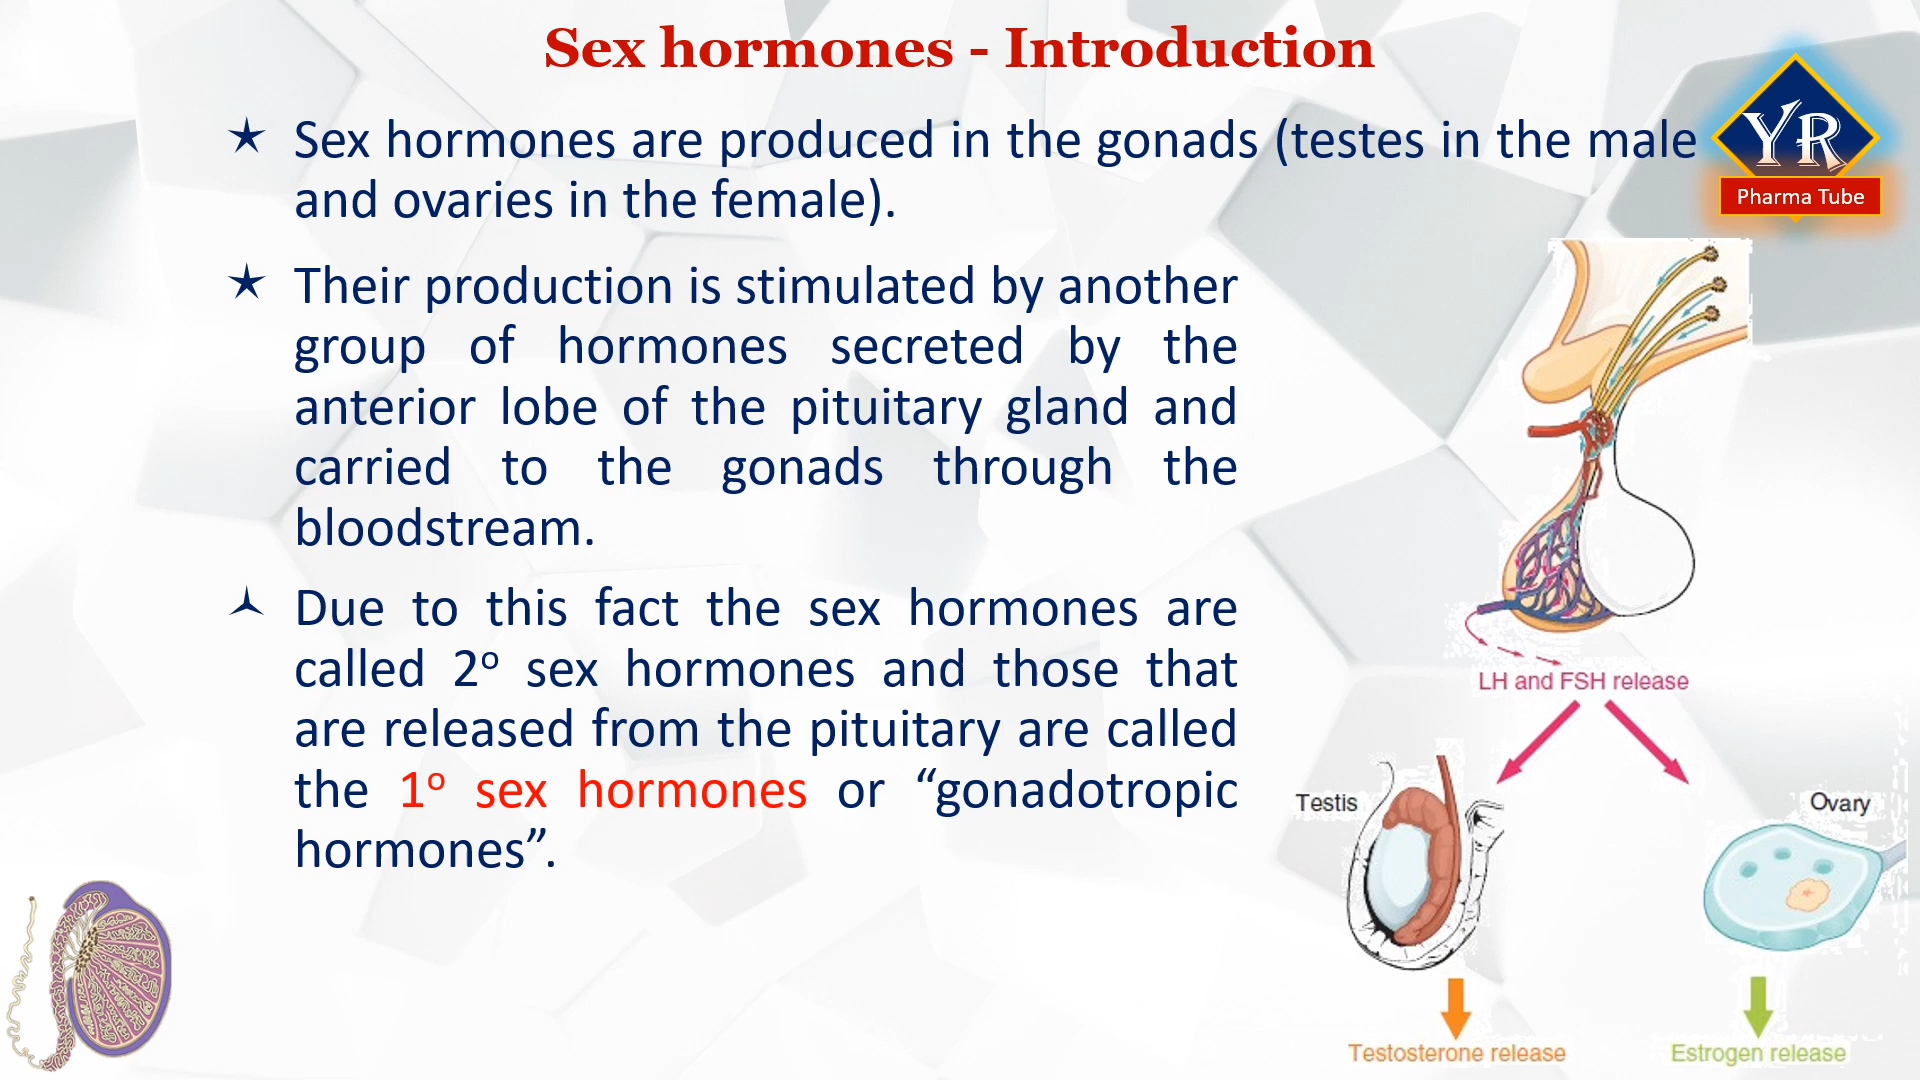 Sex hormones - Introduction
Sex hormones are produced in the gonads (testes in the male
and ovaries in the female).
YR
Pharma Tube
Their production is stimulated by another
group of hormones secreted by the
anterior lobe of the pituitary gland and
carried to the gonads through the
bloodstream.
Due to this fact the sex hormones are
called 2º sex hormones and those that
are released from the pituitary are called
the 1º sex hormones or “gonadotropic
hormones”.
LH and FSH release
Testis
Ovary
Testosterone release
Estrogen release